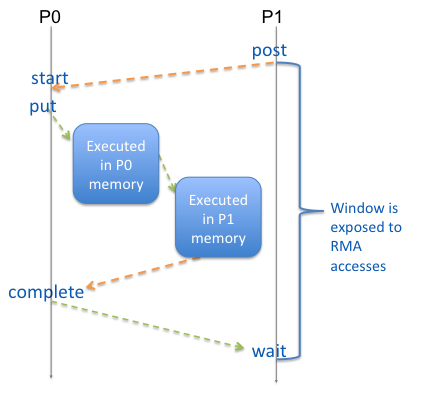 P0
P1
post
start
put
Executed
in P0
memory
Executed
in P1
memory
Window is
exposed to
RMA
accesses
complete
wait